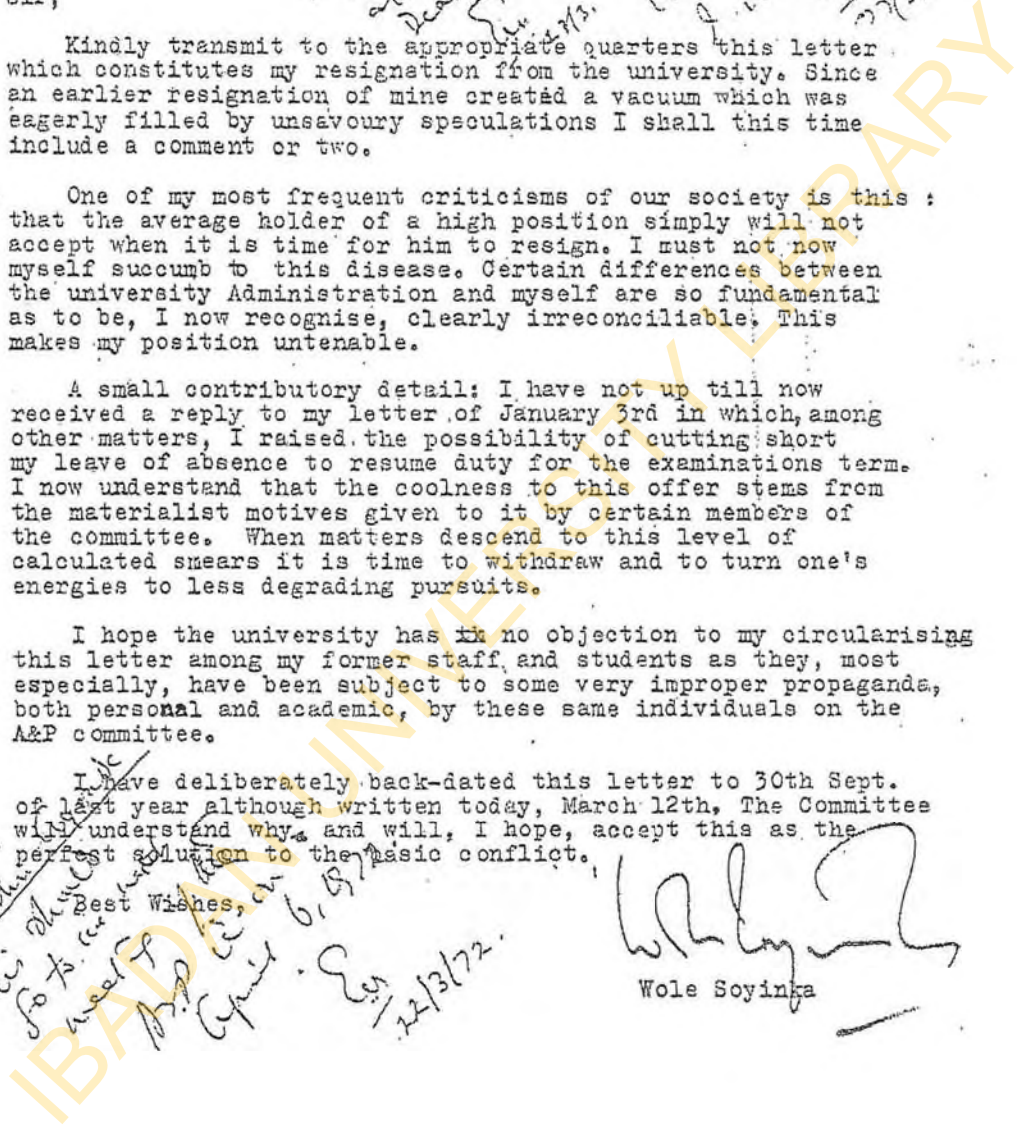 Sir,
Kindly transmit to the appropriate quarters this letter
which constitutes my resignation from the university. Since
an earlier resignation of mine created a vacuum which was
eagerly filled by unsavoury speculations I shall this time
include a comment or two.
One of my most frequent criticisms of our society is this :
that the average holder of a high position simply will not
accept when it is time for him to resign. I must not now
myself succumb to this disease. Certain differences between
the university Administration and myself are so fundamental
as to be, I now recognise, clearly irreconciliable. This
makes my position untenable.
A small contributory detail: I have not up till now
received a reply to my letter of January 3rd in which, among
other matters, I raised the possibility of cutting short
my leave of absence to resume duty for the examinations term.
I now understand that the coolness to this offer stems from
the materialist motives given to it by certain members of
the committee. When matters descend to this level of
calculated smears it is time to withdraw and to turn one's
energies to less degrading pursuits.
I hope the university has no objection to my circularising
this letter among my former staff and students as they, most
especially, have been subject to some very improper propaganda,
both personal and academic, by these same individuals on the
A&P committee.
I have deliberately back-dated this letter to 30th Sept.
of last year although written today, March 12th, The Committee
will understand why, and will, I hope, accept this as the
perfect solution to the basic conflict.
Best Wishes,
22/3/72.
Wole Soyinka
IBADAN UNIVERSITY LIBRARY